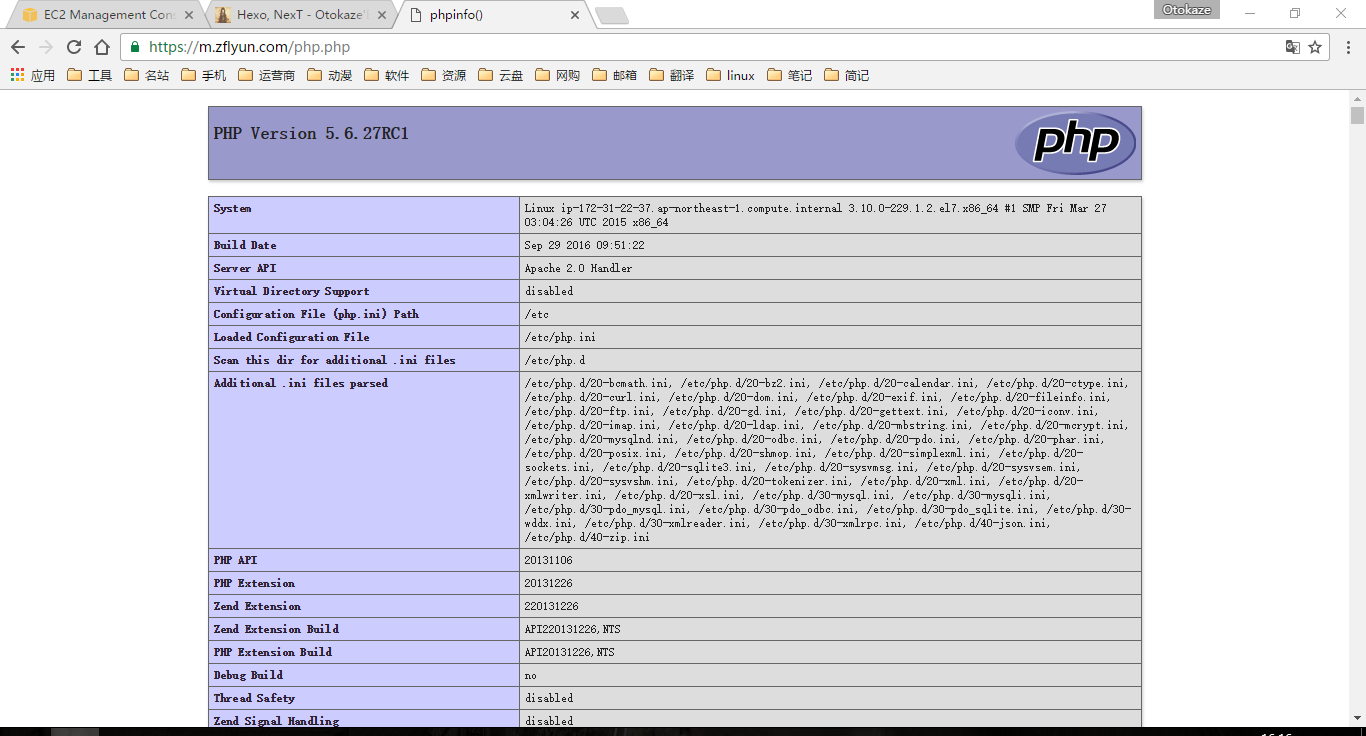 EC2 Management Con
Hexo, NexT - Otokaze'
phpinfo()
Otokaze
https://m.zflyun.com/php.php
应用 工具 名站 手机 运营商 动漫 软件 资源 云盘 网购 邮箱 翻译 linux 笔记 简记
PHP Version 5.6.27RC1
php
System
Linux ip-172-31-22-37.ap-northeast-1.compute.internal 3.10.0-229.1.2.el7.x86_64 #1 SMP Fri Mar 27
03:04:26 UTC 2015 x86_64
Build Date Sep 29 2016 09:51:22
Server API Apache 2.0 Handler
Virtual Directory Support disabled
Configuration File (php.ini) Path /etc
Loaded Configuration File /etc/php.ini
Scan this dir for additional .ini files /etc/php.d
Additional .ini files parsed
/etc/php.d/20-bcmath.ini, /etc/php.d/20-bz2.ini, /etc/php.d/20-calendar.ini, /etc/php.d/20-ctype.ini,
/etc/php.d/20-curl.ini, /etc/php.d/20-dom.ini, /etc/php.d/20-exif.ini, /etc/php.d/20-fileinfo.ini,
/etc/php.d/20-ftp.ini, /etc/php.d/20-gd.ini, /etc/php.d/20-gettext.ini, /etc/php.d/20-iconv.ini,
/etc/php.d/20-imap.ini, /etc/php.d/20-ldap.ini, /etc/php.d/20-mbstring.ini, /etc/php.d/20-mcrypt.ini,
/etc/php.d/20-mysqlnd.ini, /etc/php.d/20-odbc.ini, /etc/php.d/20-pdo.ini, /etc/php.d/20-phar.ini,
/etc/php.d/20-posix.ini, /etc/php.d/20-shmop.ini, /etc/php.d/20-simplexml.ini, /etc/php.d/20-
sockets.ini, /etc/php.d/20-sqlite3.ini, /etc/php.d/20-sysvmsg.ini, /etc/php.d/20-sysvsem.ini,
/etc/php.d/20-sysvshm.ini, /etc/php.d/20-tokenizer.ini, /etc/php.d/20-xml.ini, /etc/php.d/20-
xmlwriter.ini, /etc/php.d/20-xsl.ini, /etc/php.d/30-mysql.ini, /etc/php.d/30-mysqli.ini,
/etc/php.d/30-pdo_mysql.ini, /etc/php.d/30-pdo_odbc.ini, /etc/php.d/30-pdo_sqlite.ini, /etc/php.d/30-
wddx.ini, /etc/php.d/30-xmlreader.ini, /etc/php.d/30-xmlrpc.ini, /etc/php.d/40-json.ini,
/etc/php.d/40-zip.ini
PHP API 20131106
PHP Extension 20131226
Zend Extension 220131226
Zend Extension Build API220131226,NTS
PHP Extension Build API20131226,NTS
Debug Build no
Thread Safety disabled
Zend Signal Handling disabled